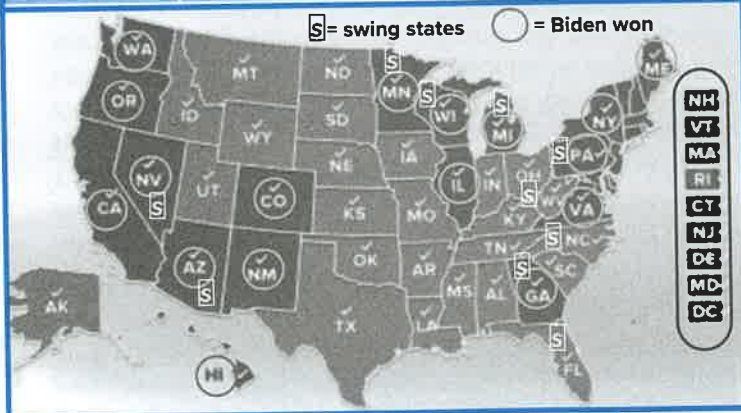 S = swing states
= Biden won
WA
ME
MT
ND
S
MN
OR
ID
S
WI
S
MI
NY
NH
SD
WY
VT
S
PA
MA
IA
NE
RI
NV
IL
IN
OH
UT
CO
S
WV
VA
CT
CA
S
KS
MO
KY
NJ
S
NC
TN
DE
AZ
NM
OK
AR
S
SC
MD
S
MS
AL
GA
DC
AK
TX
LA
S
FL
HI